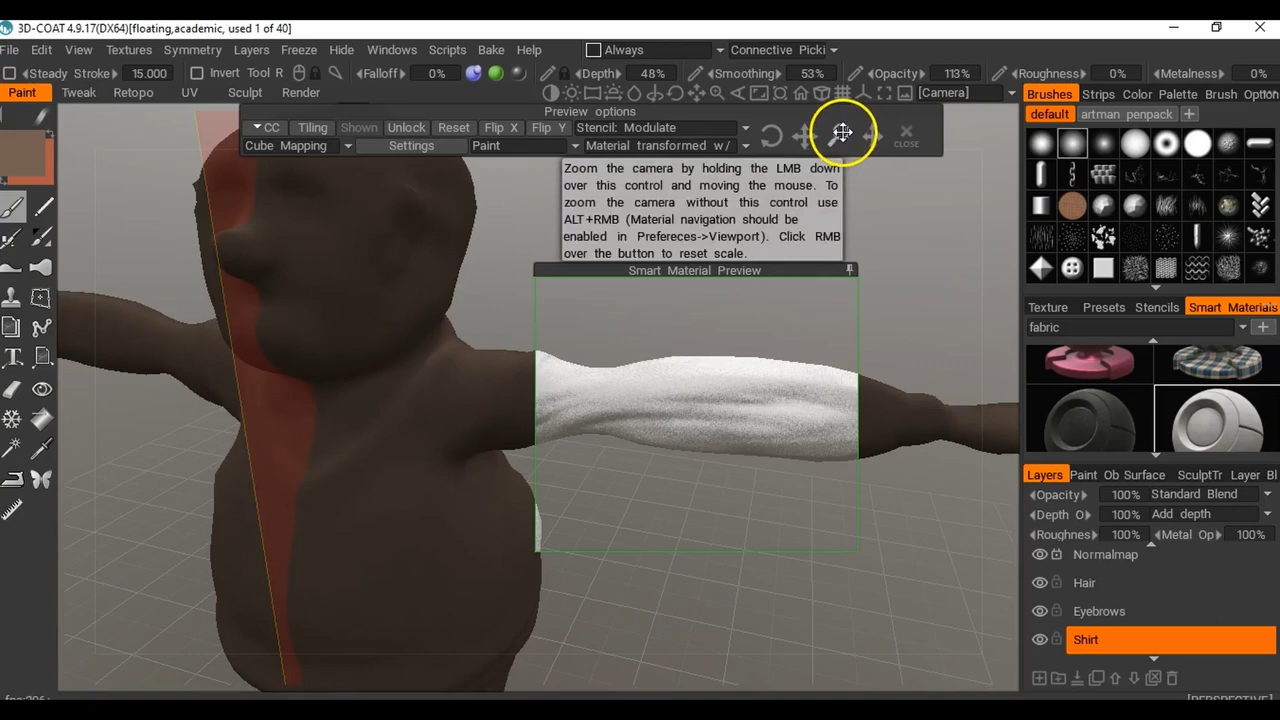 3D-COAT 4.9.17(DX64)[floating,academic, used 1 of 40]
File Edit View Textures Symmetry Layers Freeze Hide Windows Scripts Bake Help Always Connective Picki
Steady Stroke 15.000 Invert Tool R Falloff 0% Depth 48% Smoothing 53% Opacity 113% Roughness 0% Metalness 0%
Paint Tweak Retopo UV Sculpt Render [Camera] Brushes Strips Color Palette Brush Option
Preview options
default artman penpack
CC Tiling Shown Unlock Reset Flip X Flip Y Stencil: Modulate
CLOSE
Cube Mapping Settings Paint Material transformed w/
Zoom the camera by holding the LMB down
over this control and moving the mouse. To
zoom the camera without this control use
ALT+RMB (Material navigation should be
enabled in Prefereces->Viewport). Click RMB
over the button to reset scale.
Smart Material Preview
Texture Presets Stencils Smart Materials
fabric
Layers Paint Ob Surface SculptTr Layer Bl
Opacity 100% Standard Blend
Depth O 100% Add depth
Roughness 100% Metal Op 100%
Normalmap
Hair
Eyebrows
Shirt